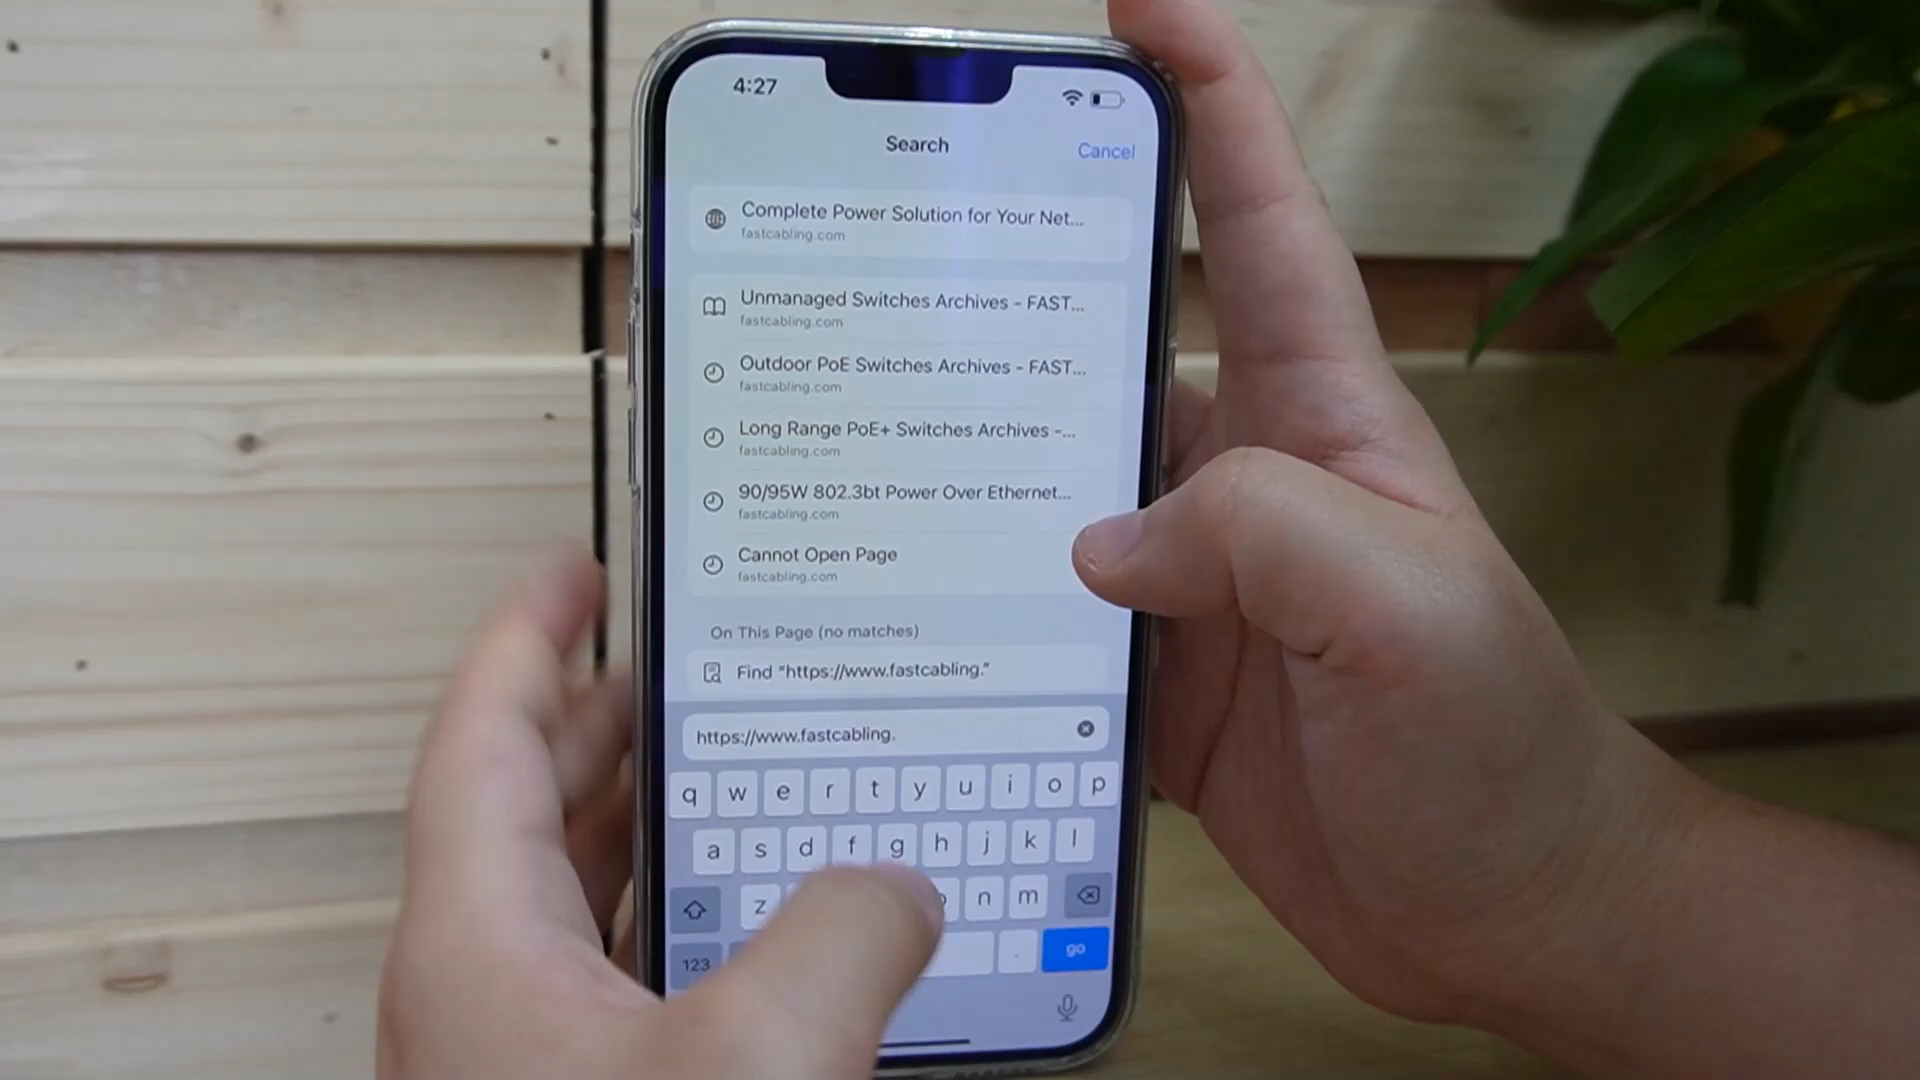 4:27
Search
Cancel
Complete Power Solution for Your Net...
fastcabling.com
Unmanaged Switches Archives - FAST...
fastcabling.com
Outdoor PoE Switches Archives - FAST...
fastcabling.com
Long Range PoE+ Switches Archives -...
fastcabling.com
90/95W 802.3bt Power Over Ethernet...
fastcabling.com
Cannot Open Page
fastcabling.com
On This Page (no matches)
Find “https://www.fastcabling.”
https://www.fastcabling.
q w e r t y u i o p
a s d f g h j k l
z n m
123 . go